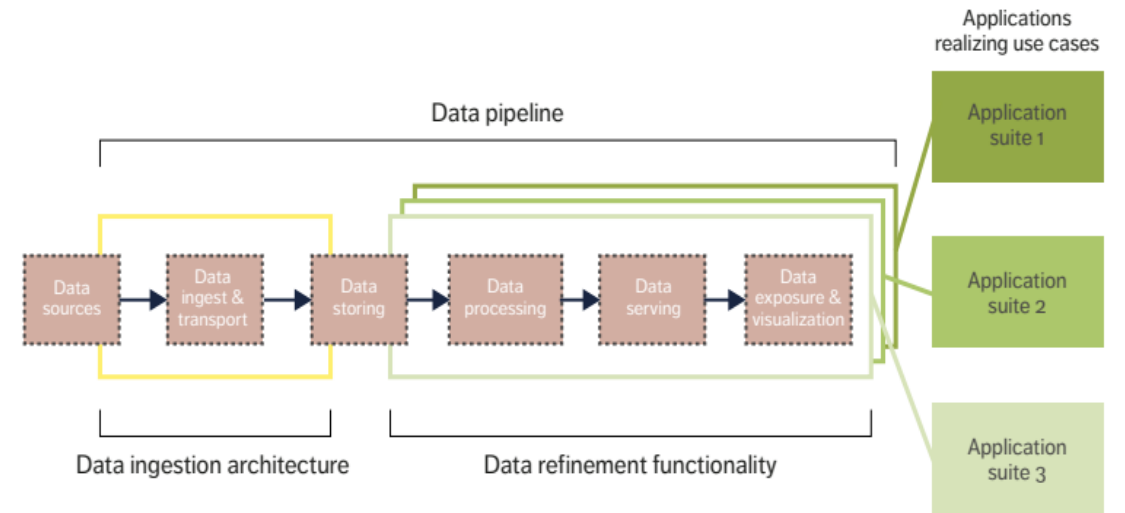 Applications
realizing use cases
Data pipeline
Application
suite 1
Data
sources
Data
ingest &
transport
Data
storing
Data
processing
Data
serving
Data
exposure &
visualization
Application
suite 2
Data ingestion architecture
Data refinement functionality
Application
suite 3